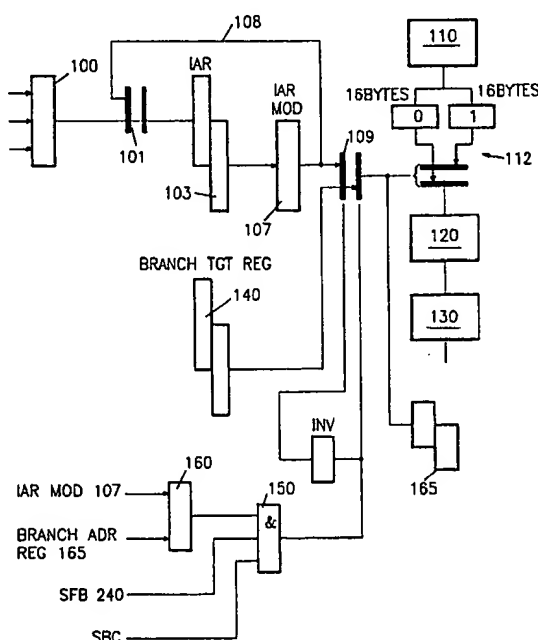 108
110
100
IAR
IAR
MOD
16BYTES
16BYTES
0
1
109
101
112
103
107
120
BRANCH TGT REG
140
130
INV
160
150
IAR MOD 107
&
165
BRANCH ADR
REG 165
SFB 240
SBC